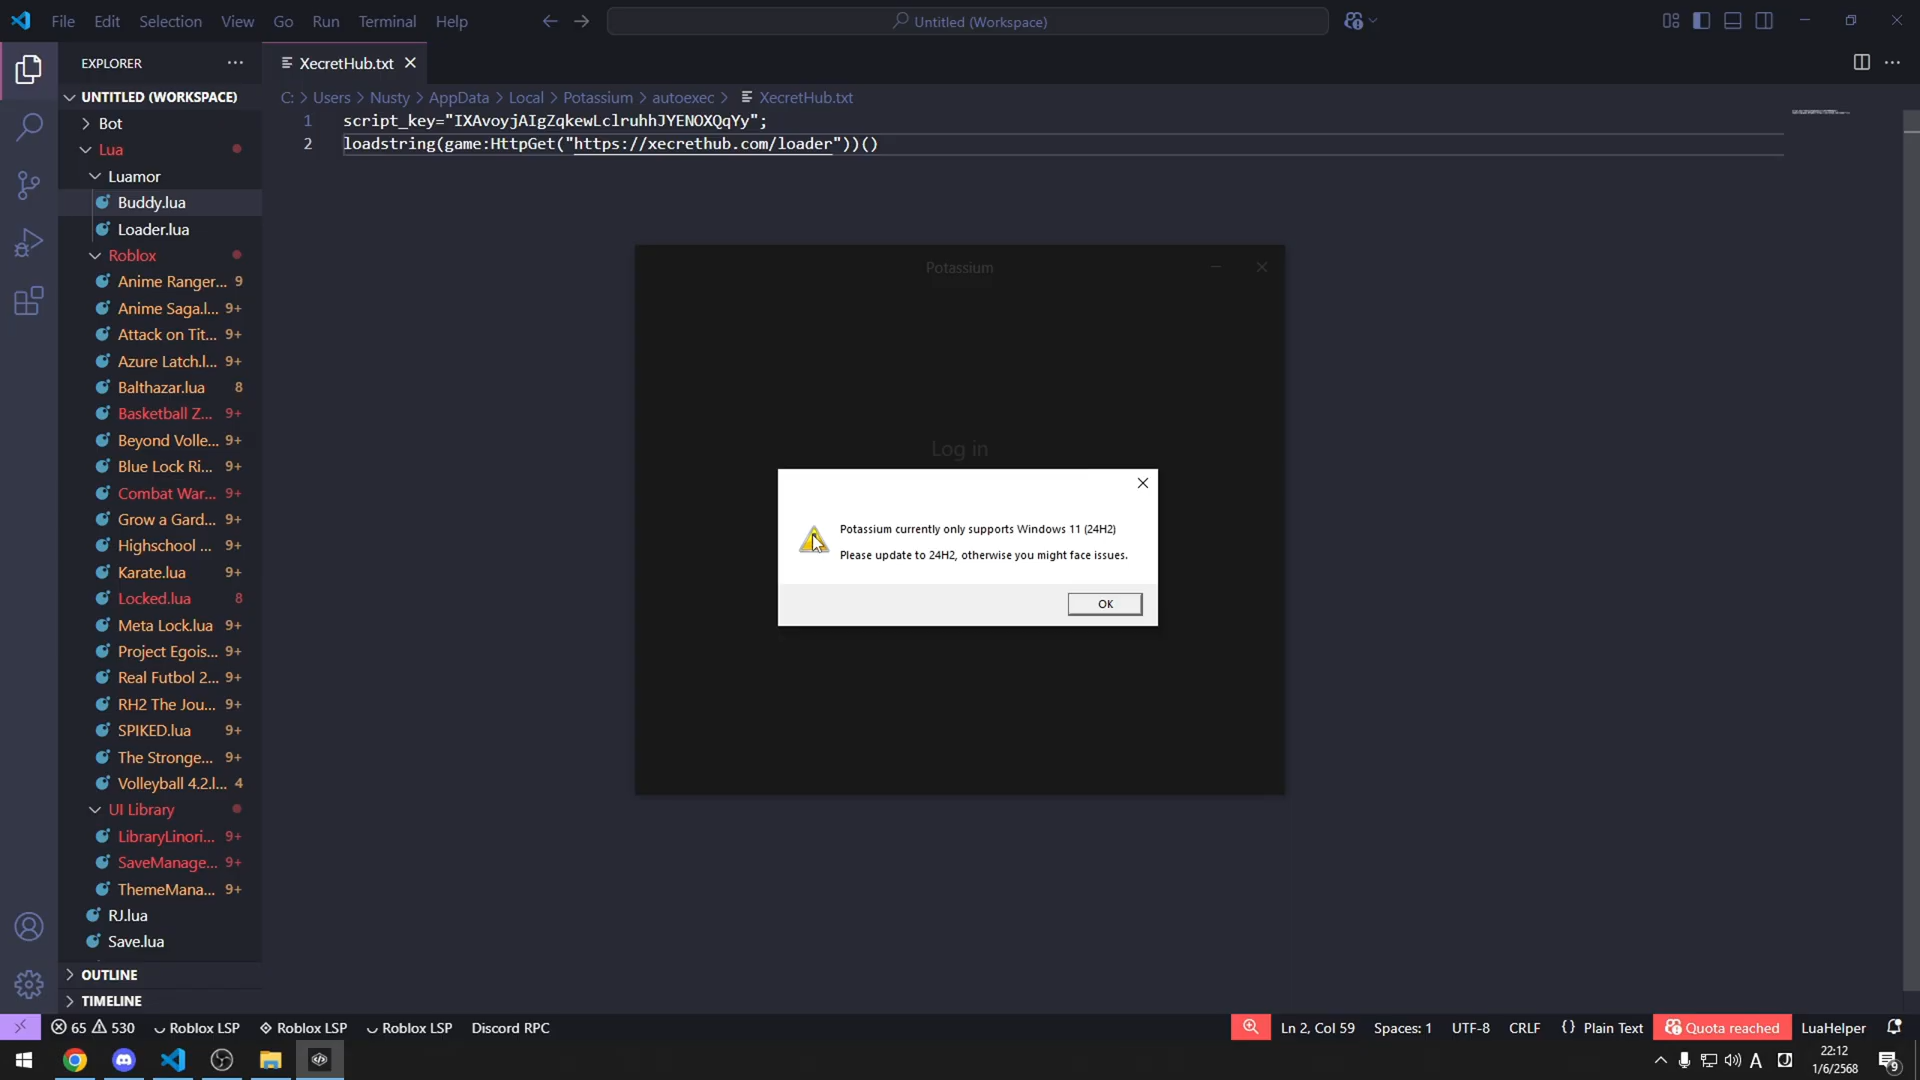 File Edit Selection View Go Run Terminal Help
Untitled (Workspace)
EXPLORER
XecretHub.txt
UNTITLED (WORKSPACE)
C: > Users > Nusty > AppData > Local > Potassium > autoexec > XecretHub.txt
1 script_key="IXAvoyjAIgZqkewLclruhhJYENOXQqYy";
2 loadstring(game:HttpGet("https://xecrethub.com/loader"))()
Bot
Lua
Luamor
Buddy.lua
Loader.lua
Roblox
Anime Ranger... 9
Anime Saga.l... 9+
Attack on Tit... 9+
Azure Latch.l... 9+
Balthazar.lua 8
Basketball Z... 9+
Beyond Volle... 9+
Blue Lock Ri... 9+
Combat War... 9+
Grow a Gard... 9+
Highschool ... 9+
Karate.lua 9+
Locked.lua 8
Meta Lock.lua 9+
Project Egois... 9+
Real Futbol 2... 9+
RH2 The Jou... 9+
SPIKED.lua 9+
The Stronge... 9+
Volleyball 4.2.l... 4
UI Library
LibraryLinori... 9+
SaveManage... 9+
ThemeMana... 9+
RJ.lua
Save.lua
OUTLINE
TIMELINE
Potassium
Log in
Potassium currently only supports Windows 11 (24H2)
Please update to 24H2, otherwise you might face issues.
OK
65 530 Roblox LSP Roblox LSP Roblox LSP Discord RPC
Ln 2, Col 59 Spaces: 1 UTF-8 CRLF {} Plain Text Quota reached LuaHelper
A
22:12
1/6/2568
9